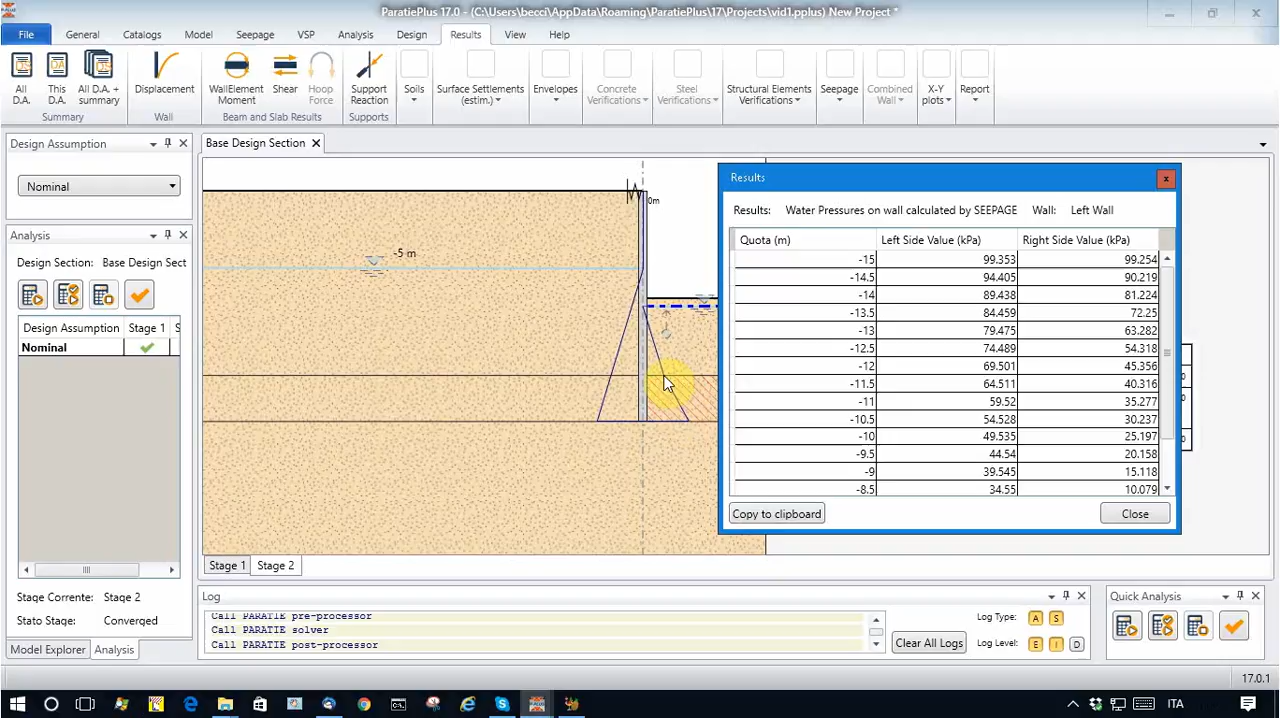 ParatiePlus 17.0 - (C:\Users\becci\AppData\Roaming\ParatiePlus\17\Projects\vid1.pplus) New Project *
File General Catalogs Model Seepage VSP Analysis Design Results View Help
All D.A. This D.A. All D.A. + summary Displacement WallElement Moment Shear Hoop Force Support Reaction Soils Surface Settlements (estim.) Envelopes Concrete Verifications Steel Verifications Structural Elements Verifications Seepage Combined Wall X-Y plots Report
Summary Wall Beam and Slab Results Supports
Design Assumption
Nominal
Analysis
Design Section: Base Design Sect
Design Assumption Stage 1 S
Nominal
Stage Corrente: Stage 2
Stato Stage: Converged
Model Explorer Analysis
Base Design Section
0m
-5 m
Stage 1 Stage 2
Results
Results: Water Pressures on wall calculated by SEEPAGE Wall: Left Wall
Quota (m) Left Side Value (kPa) Right Side Value (kPa)
-15 99.353 99.254
-14.5 94.405 90.219
-14 89.438 81.224
-13.5 84.459 72.25
-13 79.475 63.282
-12.5 74.489 54.318
-12 69.501 45.356
-11.5 64.511 40.316
-11 59.52 35.277
-10.5 54.528 30.237
-10 49.535 25.197
-9.5 44.54 20.158
-9 39.545 15.118
-8.5 34.55 10.079
Copy to clipboard Close
Log
Call PARATIE pre-processor
Call PARATIE solver
Call PARATIE post-processor
Clear All Logs
Log Type: A S
Log Level: E I D
Quick Analysis
17.0.1
ITA